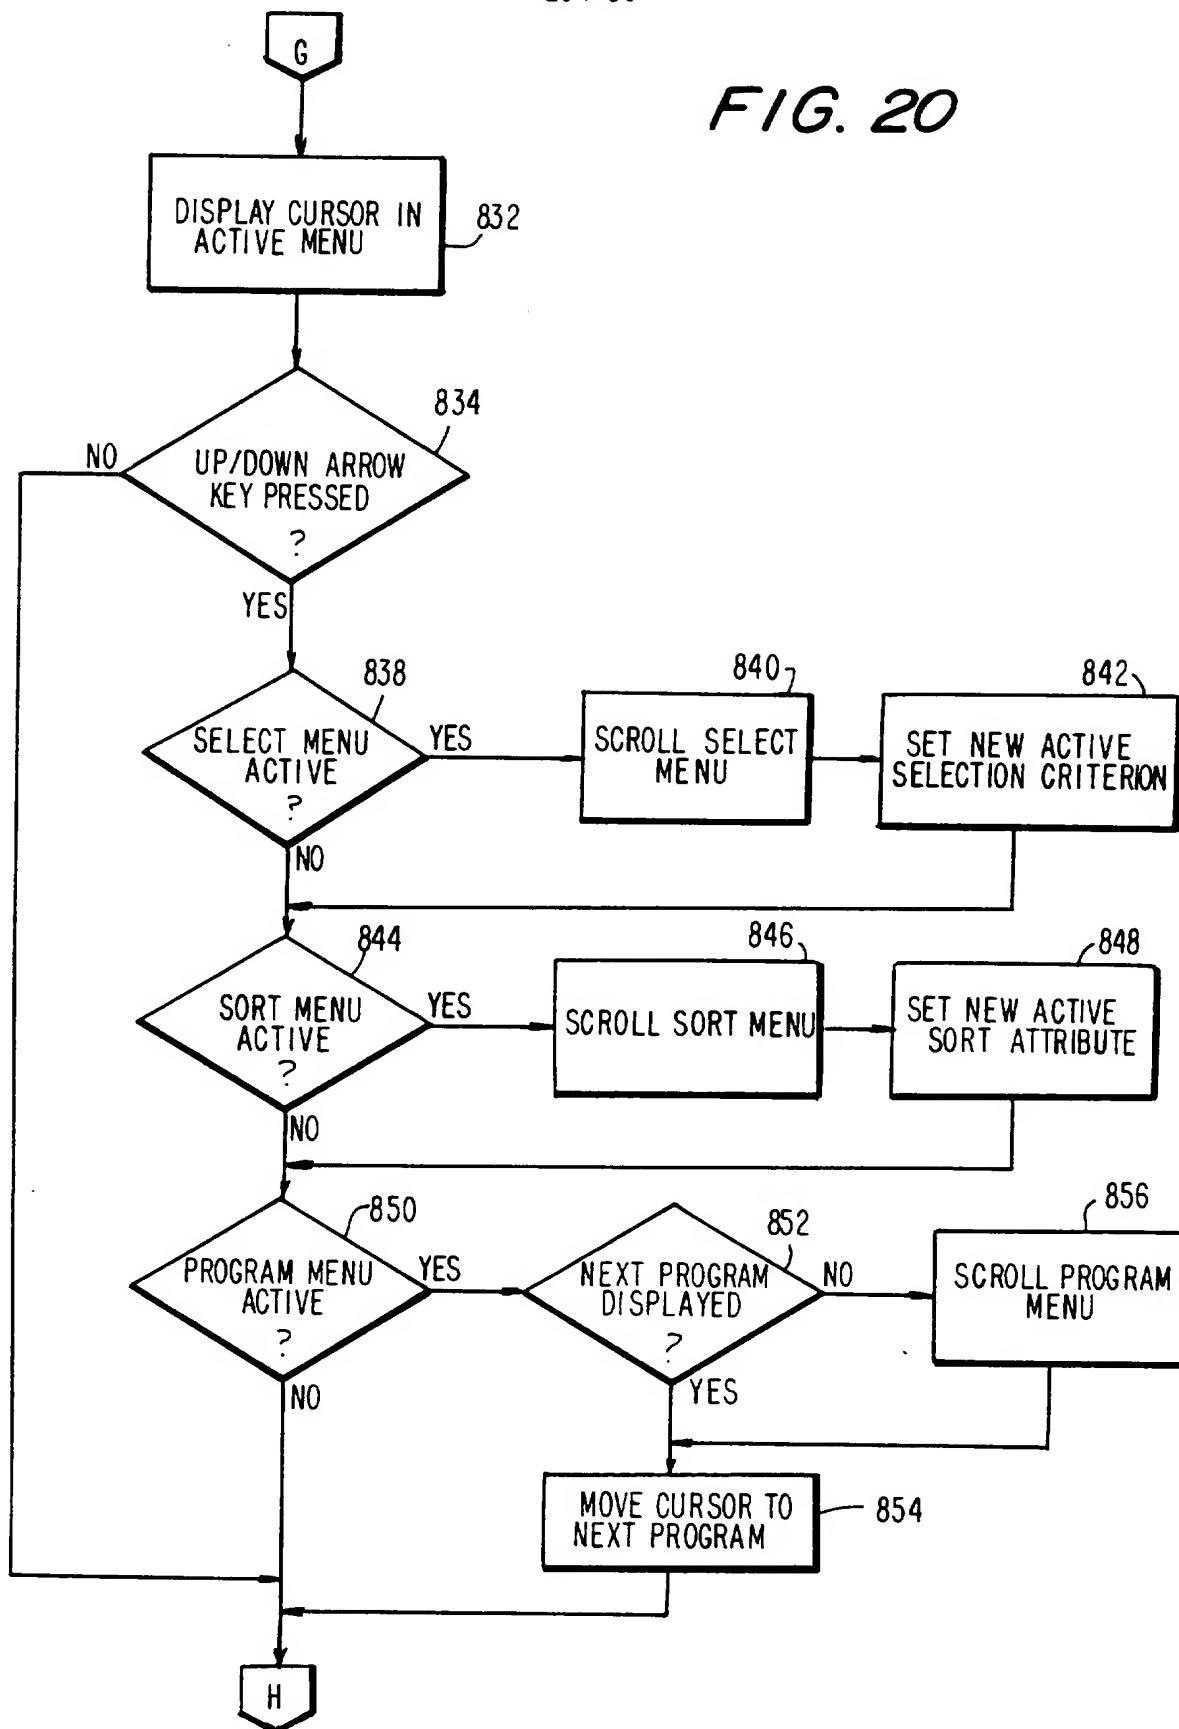 G
FIG. 20
DISPLAY CURSOR IN
ACTIVE MENU
832
834
NO
UP/DOWN ARROW
KEY PRESSED
?
YES
838
SELECT MENU
ACTIVE
?
YES
840
SCROLL SELECT
MENU
842
SET NEW ACTIVE
SELECTION CRITERION
NO
844
SORT MENU
ACTIVE
?
YES
846
SCROLL SORT MENU
848
SET NEW ACTIVE
SORT ATTRIBUTE
NO
850
PROGRAM MENU
ACTIVE
?
YES
852
NEXT PROGRAM
DISPLAYED
?
NO
856
SCROLL PROGRAM
MENU
NO
YES
MOVE CURSOR TO
NEXT PROGRAM
854
H